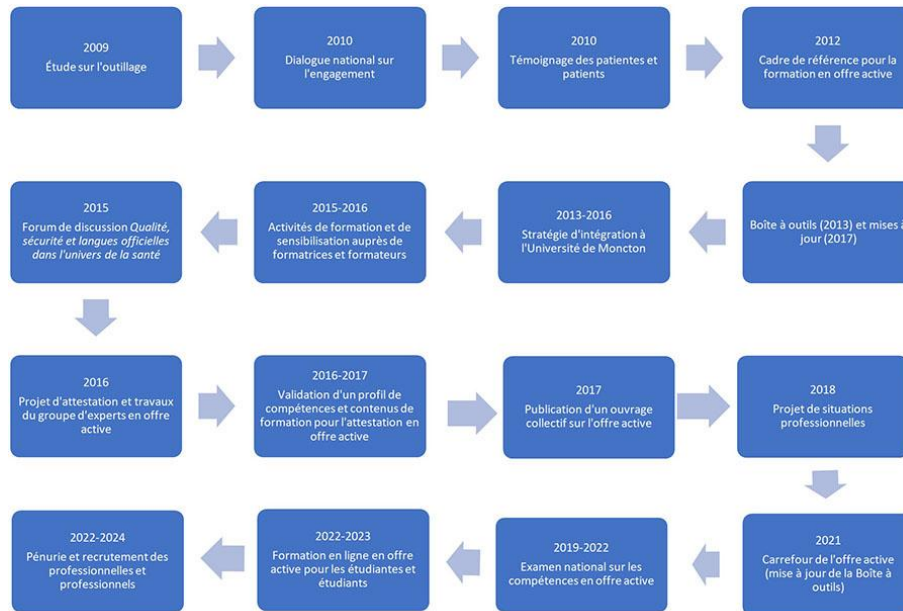 2009
Étude sur l'outillage
2010
Dialogue national sur
l'engagement
2010
Témoignage des patientes et
patients
2012
Cadre de référence pour la
formation en offre active
Boîte à outils (2013) et mises à
jour (2017)
2013-2016
Stratégie d'intégration à
l'Université de Moncton
2015-2016
Activités de formation et de
sensibilisation auprès de
formatrices et formateurs
2015
Forum de discussion Qualité,
sécurité et langues officielles
dans l'univers de la santé
2016
Projet d'attestation et travaux
du groupe d'experts en offre
active
2016-2017
Validation d'un profil de
compétences et contenus de
formation pour l'attestation en
offre active
2017
Publication d'un ouvrage
collectif sur l'offre active
2018
Projet de situations
professionnelles
2021
Carrefour de l'offre active
(mise à jour de la Boîte à
outils)
2019-2022
Examen national sur les
compétences en offre active
2022-2023
Formation en ligne en offre
active pour les étudiantes et
étudiants
2022-2024
Pénurie et recrutement des
professionnelles et
professionnels